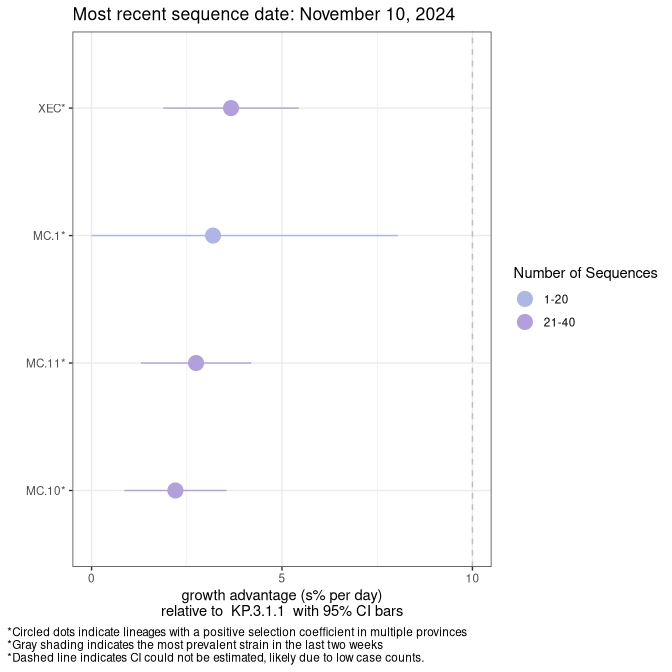 Most recent sequence date: November 10, 2024
XEC*
MC.1*
MC.11*
MC.10*
0
5
10
growth advantage (s% per day)
relative to  KP.3.1.1  with 95% CI bars
Number of Sequences
1-20
21-40
*Circled dots indicate lineages with a positive selection coefficient in multiple provinces
*Gray shading indicates the most prevalent strain in the last two weeks
*Dashed line indicates CI could not be estimated, likely due to low case counts.